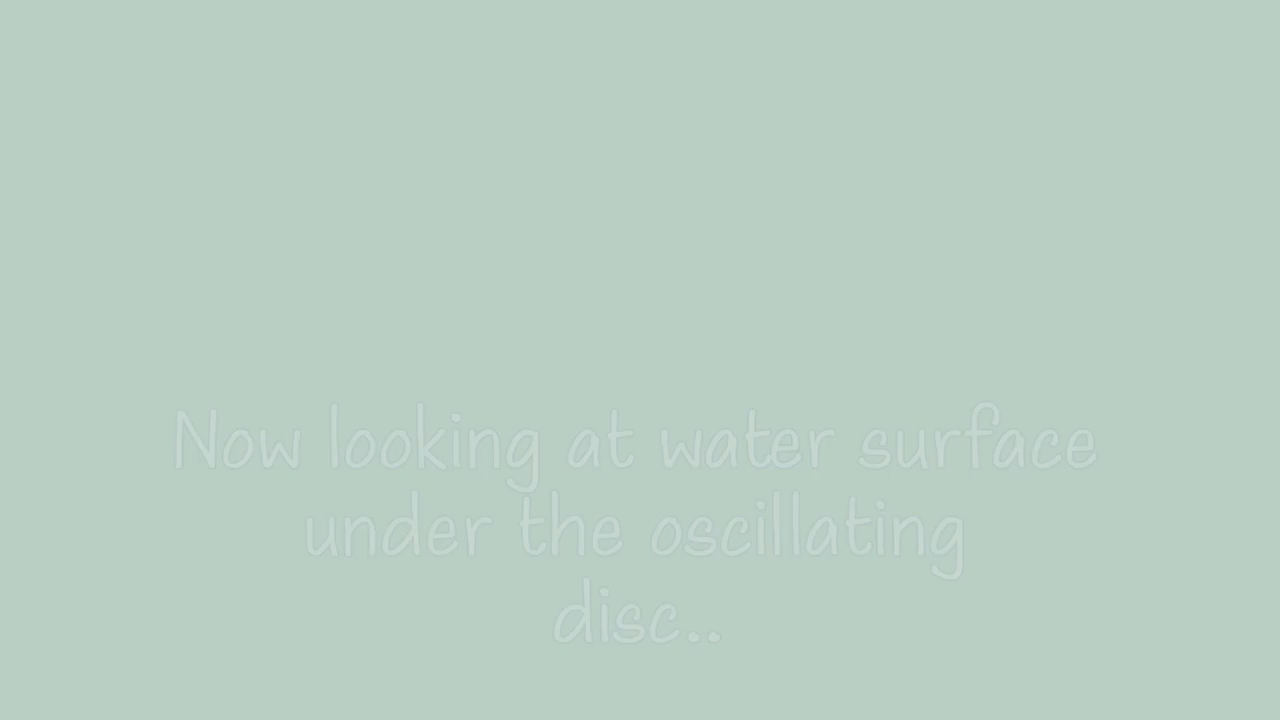 Now looking at water surface
under the oscillating
disc..